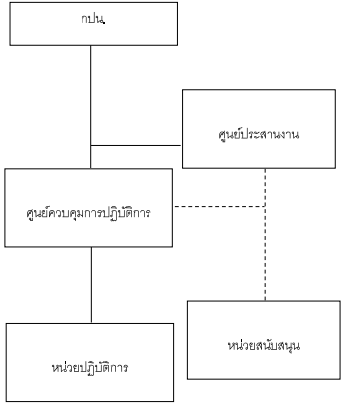 กปน.
ศูนย์ประสานงาน
ศูนย์ควบคุมการปฏิบัติการ
หน่วยสนับสนุน
หน่วยปฏิบัติการ